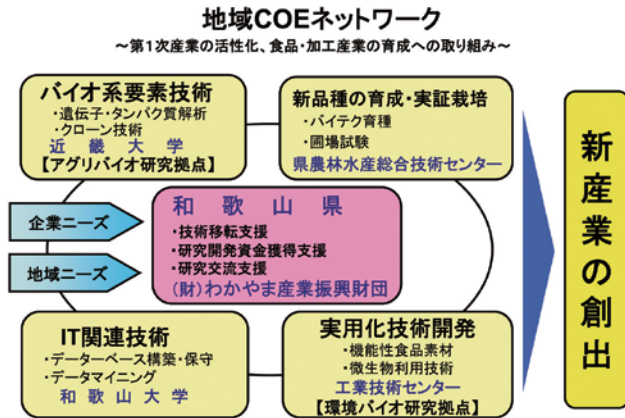 地域COEネットワーク
～第1次産業の活性化、食品・加工産業の育成への取り組み～
バイオ系要素技術
・遺伝子・タンパク質解析
・クローン技術
近畿大学
【アグリバイオ研究拠点】
新品種の育成・実証栽培
・バイテク育種
・圃場試験
県農林水産総合技術センター
企業ニーズ
地域ニーズ
和歌山県
・技術移転支援
・研究開発資金獲得支援
・研究交流支援
(財)わかやま産業振興財団
IT関連技術
・データーベース構築・保守
・データマイニング
和歌山大学
実用化技術開発
・機能性食品素材
・微生物利用技術
工業技術センター
【環境バイオ研究拠点】
新産業の創出